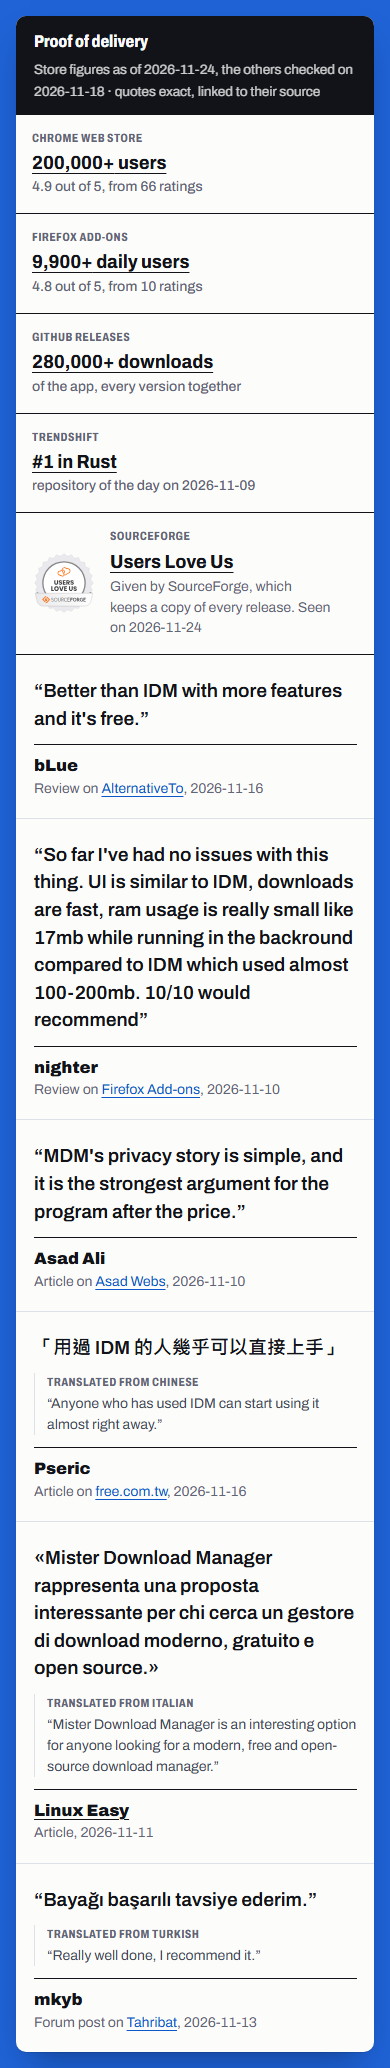 Proof of delivery
Store figures as of 2026-11-24, the others checked on
2026-11-18 · quotes exact, linked to their source
CHROME WEB STORE
200,000+ users
4.9 out of 5, from 66 ratings
FIREFOX ADD-ONS
9,900+ daily users
4.8 out of 5, from 10 ratings
GITHUB RELEASES
280,000+ downloads
of the app, every version together
TRENDSHIFT
#1 in Rust
repository of the day on 2026-11-09
USERS
LOVE US
SOURCEFORGE
SOURCEFORGE
Users Love Us
Given by SourceForge, which
keeps a copy of every release. Seen
on 2026-11-24
“Better than IDM with more features
and it's free.”
bLue
Review on AlternativeTo, 2026-11-16
“So far I've had no issues with this
thing. UI is similar to IDM, downloads
are fast, ram usage is really small like
17mb while running in the backround
compared to IDM which used almost
100-200mb. 10/10 would
recommend”
nighter
Review on Firefox Add-ons, 2026-11-10
“MDM's privacy story is simple, and
it is the strongest argument for the
program after the price.”
Asad Ali
Article on Asad Webs, 2026-11-10
「用過 IDM 的人幾乎可以直接上手」
TRANSLATED FROM CHINESE
“Anyone who has used IDM can start using it
almost right away.”
Pseric
Article on free.com.tw, 2026-11-16
«Mister Download Manager
rappresenta una proposta
interessante per chi cerca un gestore
di download moderno, gratuito e
open source.»
TRANSLATED FROM ITALIAN
“Mister Download Manager is an interesting option
for anyone looking for a modern, free and open-
source download manager.”
Linux Easy
Article, 2026-11-11
“Bayağı başarılı tavsiye ederim.”
TRANSLATED FROM TURKISH
“Really well done, I recommend it.”
mkyb
Forum post on Tahribat, 2026-11-13